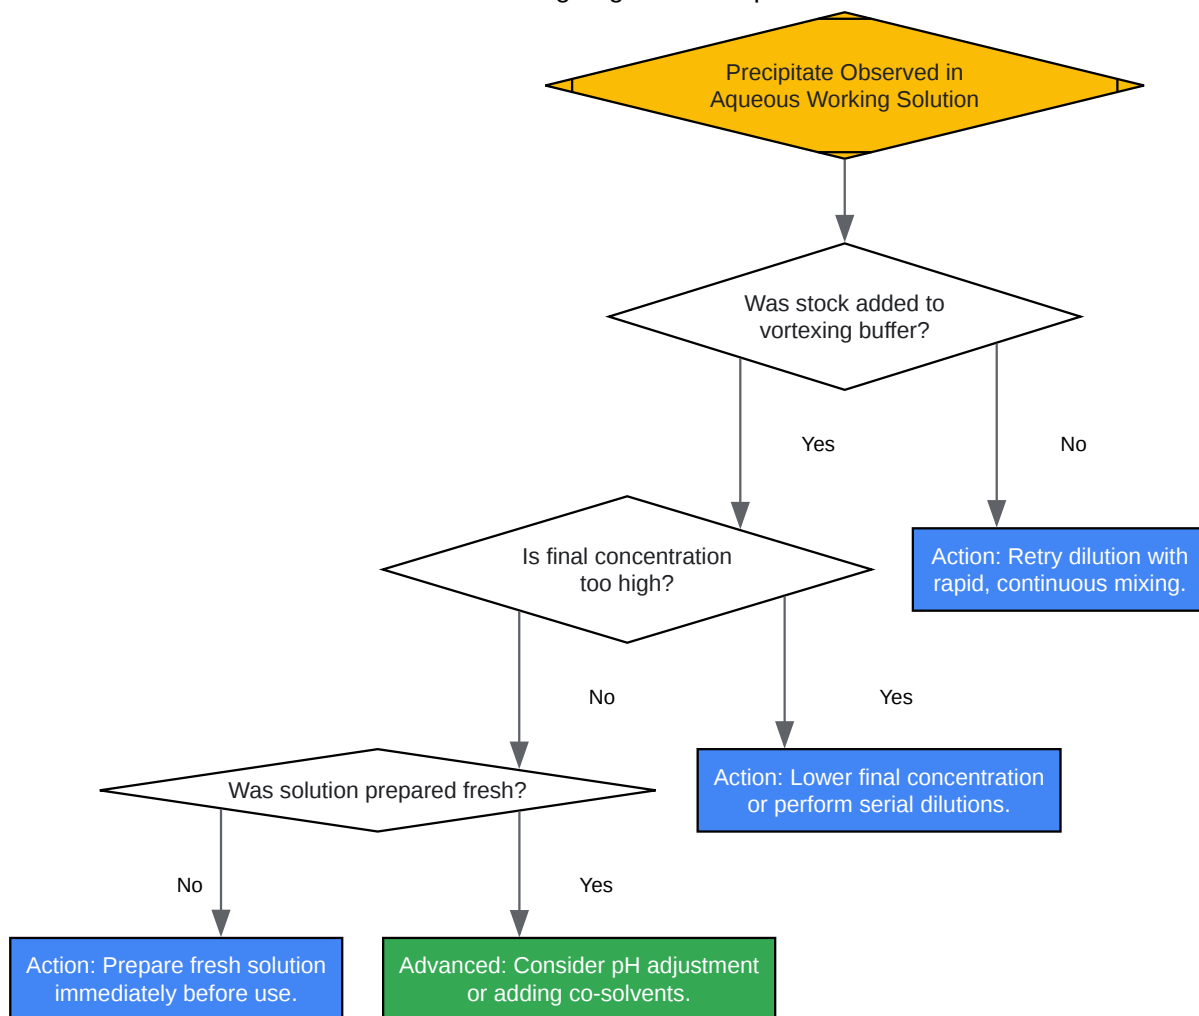 Precipitate Observed in
Aqueous Working Solution
Was stock added to
vortexing buffer?
Yes
No
Is final concentration
too high?
Action: Retry dilution with
rapid, continuous mixing.
No
Yes
Was solution prepared fresh?
Action: Lower final concentration
or perform serial dilutions.
No
Yes
Action: Prepare fresh solution
immediately before use.
Advanced: Consider pH adjustment
or adding co-solvents.